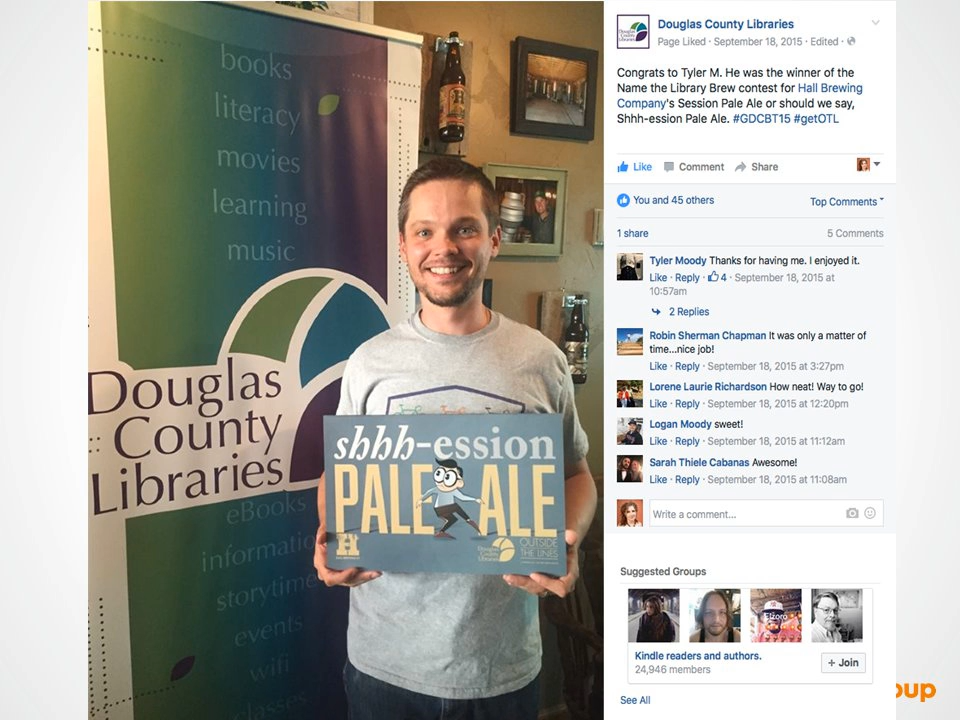 books
literacy
movies
learning
music
Douglas
County
Libraries
eBooks
informatio
storytime
events
wifi
classes
shhh-ession
PALE ALE
H
Douglas
County
Libraries
OUTSIDE
THE LINES
Douglas County Libraries
Page Liked · September 18, 2015 · Edited ·
Congrats to Tyler M. He was the winner of the
Name the Library Brew contest for Hall Brewing
Company's Session Pale Ale or should we say,
Shhh-ession Pale Ale. #GDCBT15 #getOTL
Like Comment Share
You and 45 others Top Comments
1 share 5 Comments
Tyler Moody Thanks for having me. I enjoyed it.
Like · Reply · 4 · September 18, 2015 at
10:57am
2 Replies
Robin Sherman Chapman It was only a matter of
time...nice job!
Like · Reply · September 18, 2015 at 3:27pm
Lorene Laurie Richardson How neat! Way to go!
Like · Reply · September 18, 2015 at 12:20pm
Logan Moody sweet!
Like · Reply · September 18, 2015 at 11:12am
Sarah Thiele Cabanas Awesome!
Like · Reply · September 18, 2015 at 11:08am
Write a comment...
Suggested Groups
Elzoro
Kindle readers and authors.
24,946 members
+ Join
See All
oup